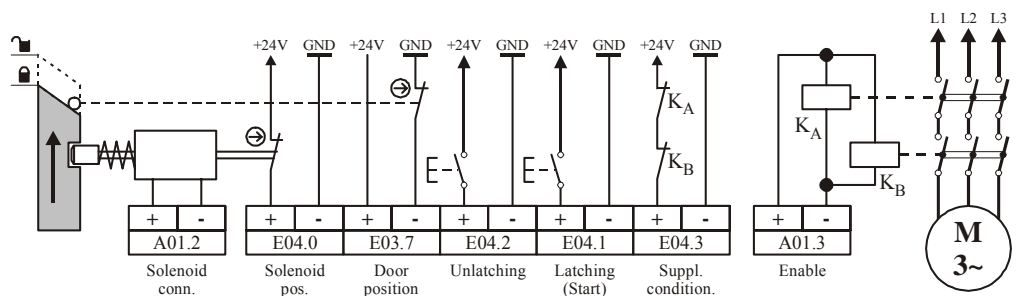 +24V GND +24V GND +24V GND +24V GND +24V GND L1 L2 L3
K_A K_A
K_B K_B
+ - + - + - + - + - + - + -
A01.2 E04.0 E03.7 E04.2 E04.1 E04.3 A01.3 M
Solenoid Solenoid Door Unlatching Latching Suppl. Enable 3~
conn. pos. position (Start) condition.